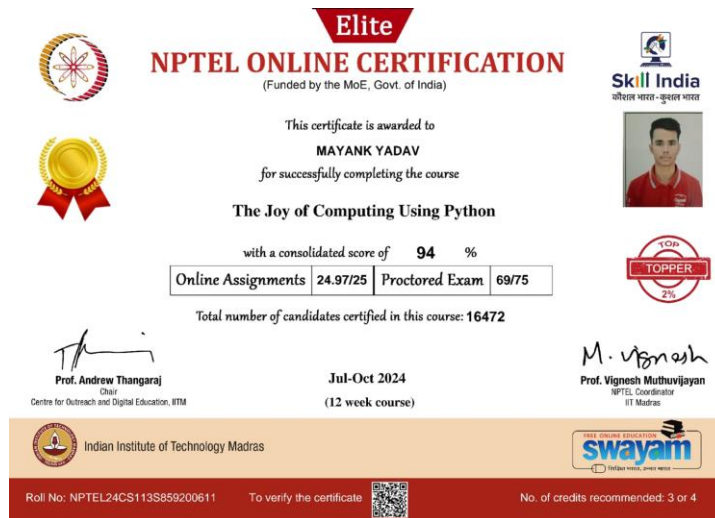 Elite
NPTEL ONLINE CERTIFICATION
(Funded by the MoE, Govt. of India)
Skill India
कौशल भारत - कुशल भारत
This certificate is awarded to
MAYANK YADAV
for successfully completing the course
The Joy of Computing Using Python
with a consolidated score of 94 %
Online Assignments 24.97/25 Proctored Exam 69/75
TOP
TOPPER
2%
Total number of candidates certified in this course: 16472
M. Vignesh
Prof. Andrew Thangaraj
Chair
Centre for Outreach and Digital Education, IITM
Jul-Oct 2024
(12 week course)
Prof. Vignesh Muthuvijayan
NPTEL Coordinator
IIT Madras
Indian Institute of Technology Madras
FREE ONLINE EDUCATION
swayam
शिक्षित भारत, उन्नत भारत
Roll No: NPTEL24CS113S859200611 To verify the certificate No. of credits recommended: 3 or 4